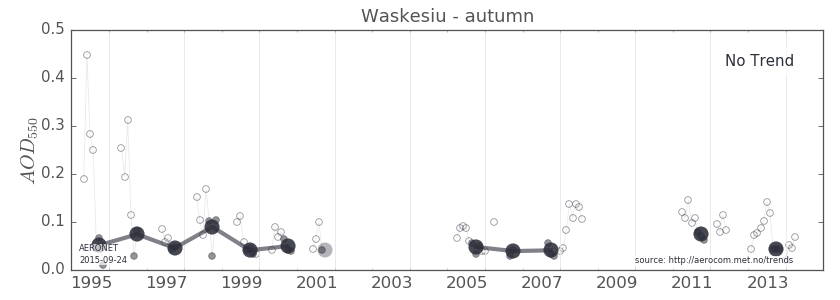 Waskesiu - autumn
0.5
No Trend
0.4
0.3
AOD550
0.2
0.1
AERONET
2015-09-24
source: http://aerocom.met.no/trends
0.0
1995 1997 1999 2001 2003 2005 2007 2009 2011 2013